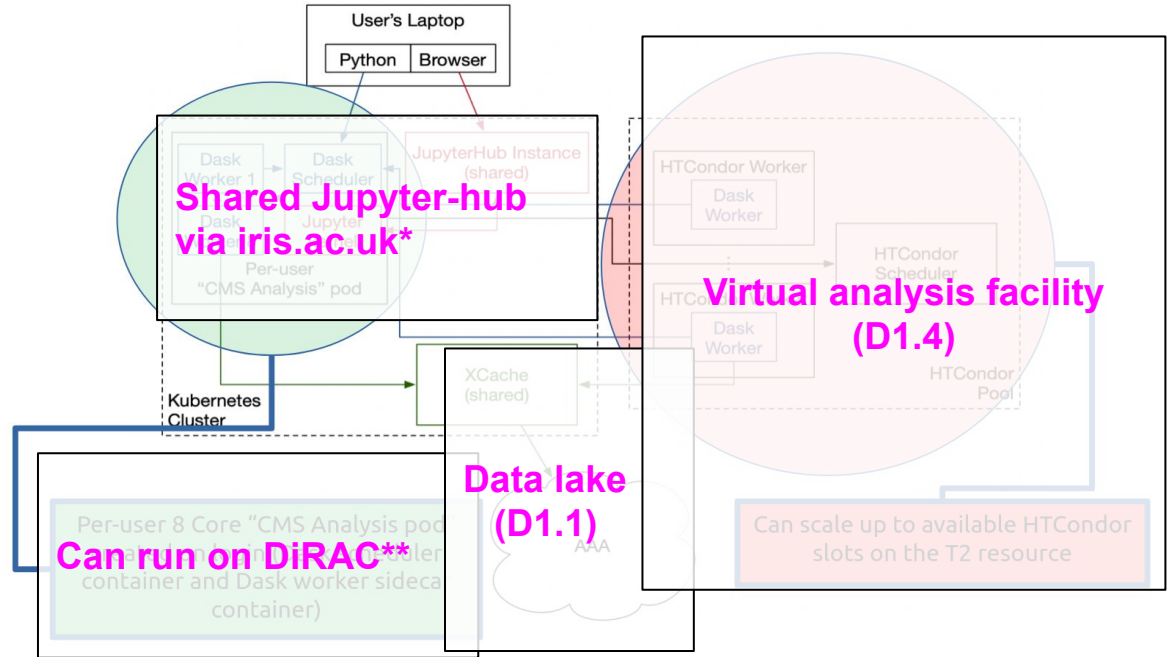 User's Laptop
Python Browser
Dask
Worker 1
Dask
Scheduler
JupyterHub Instance
(shared)
Shared Jupyter-hub
via iris.ac.uk*
Dask
Jupyter
Per-user
"CMS Analysis" pod
HTCondor Worker
Dask
Worker
HTCondor
Scheduler
Virtual analysis facility
(D1.4)
Dask
Worker
HTCondor
Pool
XCache
(shared)
Kubernetes
Cluster
Data lake
(D1.1)
AAA
Per-user 8 Core "CMS Analysis pod"
Can run on DiRAC**
container and Dask worker sidecar
container)
Can scale up to available HTCondor
slots on the T2 resource